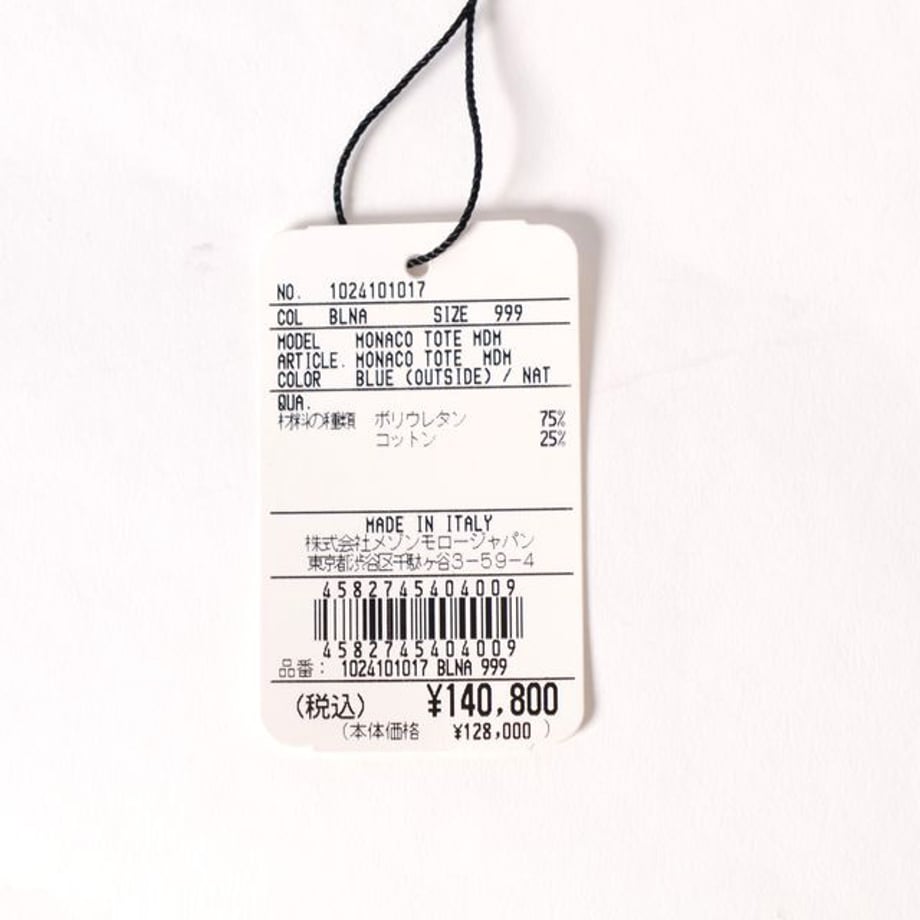 NO. 1024101017
COL BLNA SIZE 999
MODEL MONACO TOTE MDM
ARTICLE. MONACO TOTE MDM
COLOR BLUE (OUTSIDE) / NAT
QUA.
材料の種類 ポリウレタン 75%
コットン 25%
MADE IN ITALY
株式会社メゾンモロージャパン
東京都渋谷区千駄ヶ谷3-59-4
4582745404009
4582745404009
品番: 1024101017 BLNA 999
(税込) ¥140,800
(本体価格 ¥128,000 )